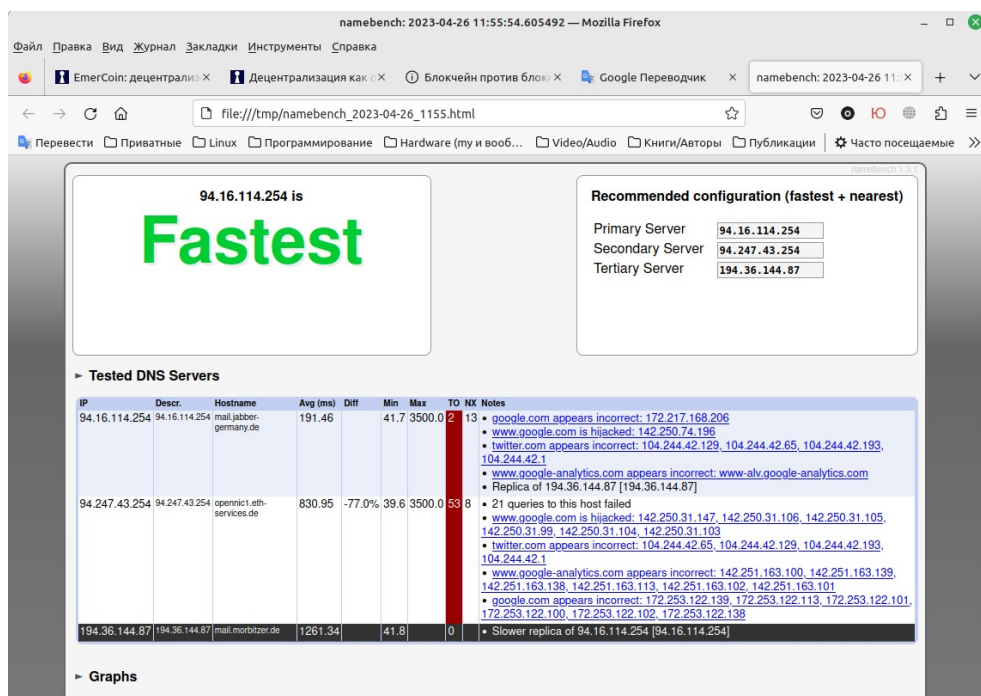 namebench: 2023-04-26 11:55:54.605492 — Mozilla Firefox
Файл Правка Вид Журнал Закладки Инструменты Справка
EmerCoin: децентрализ
Децентрализация как с
Блокчейн против блок
Google Переводчик
namebench: 2023-04-26 11:
file:///tmp/namebench_2023-04-26_1155.html
Перевести Приватные Linux Программирование Hardware (my и вооб... Video/Audio Книги/Авторы Публикации Часто посещаемые
namebench 1.3.1
94.16.114.254 is
Fastest
Recommended configuration (fastest + nearest)
Primary Server 94.16.114.254
Secondary Server 94.247.43.254
Tertiary Server 194.36.144.87
► Tested DNS Servers
IP Descr. Hostname Avg (ms) Diff Min Max TO NX Notes
94.16.114.254 94.16.114.254 mail.jabber-germany.de 191.46 41.7 3500.0 2 13
• google.com appears incorrect: 172.217.168.206
• www.google.com is hijacked: 142.250.74.196
• twitter.com appears incorrect: 104.244.42.129, 104.244.42.65, 104.244.42.193,
104.244.42.1
• www.google-analytics.com appears incorrect: www-alv.google-analytics.com
• Replica of 194.36.144.87 [194.36.144.87]
94.247.43.254 94.247.43.254 opennic1.eth-services.de 830.95 -77.0% 39.6 3500.0 53 8
• 21 queries to this host failed
• www.google.com is hijacked: 142.250.31.147, 142.250.31.106, 142.250.31.105,
142.250.31.99, 142.250.31.104, 142.250.31.103
• twitter.com appears incorrect: 104.244.42.65, 104.244.42.129, 104.244.42.193,
104.244.42.1
• www.google-analytics.com appears incorrect: 142.251.163.100, 142.251.163.139,
142.251.163.138, 142.251.163.113, 142.251.163.102, 142.251.163.101
• google.com appears incorrect: 172.253.122.139, 172.253.122.113, 172.253.122.101,
172.253.122.100, 172.253.122.102, 172.253.122.138
194.36.144.87 194.36.144.87 mail.morbitzer.de 1261.34 41.8 0 • Slower replica of 94.16.114.254 [94.16.114.254]
► Graphs